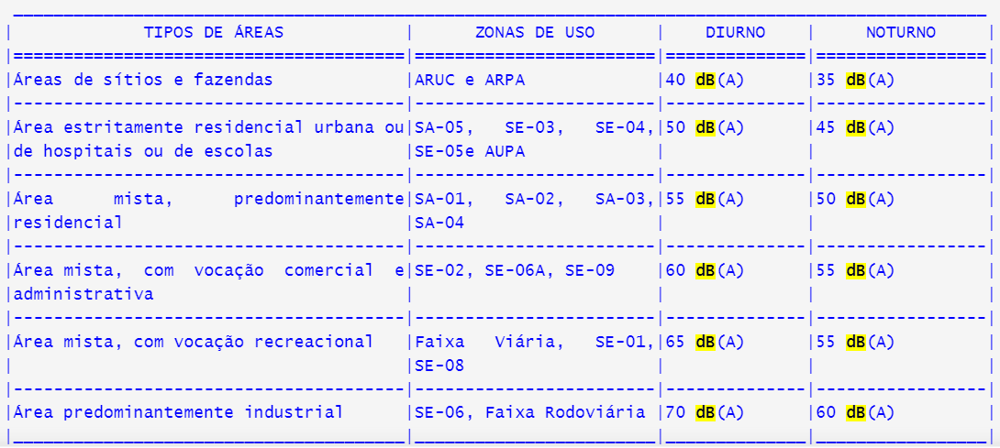 TIPOS DE ÁREAS | ZONAS DE USO | DIURNO | NOTURNO
Áreas de sítios e fazendas | ARUC e ARPA | 40 dB(A) | 35 dB(A)
Área estritamente residencial urbana ou | SA-05, SE-03, SE-04, | 50 dB(A) | 45 dB(A)
de hospitais ou de escolas | SE-05e AUPA
Área mista, predominantemente | SA-01, SA-02, SA-03, | 55 dB(A) | 50 dB(A)
residencial | SA-04
Área mista, com vocação comercial e | SE-02, SE-06A, SE-09 | 60 dB(A) | 55 dB(A)
administrativa
Área mista, com vocação recreacional | Faixa Viária, SE-01, | 65 dB(A) | 55 dB(A)
SE-08
Área predominantemente industrial | SE-06, Faixa Rodoviária | 70 dB(A) | 60 dB(A)